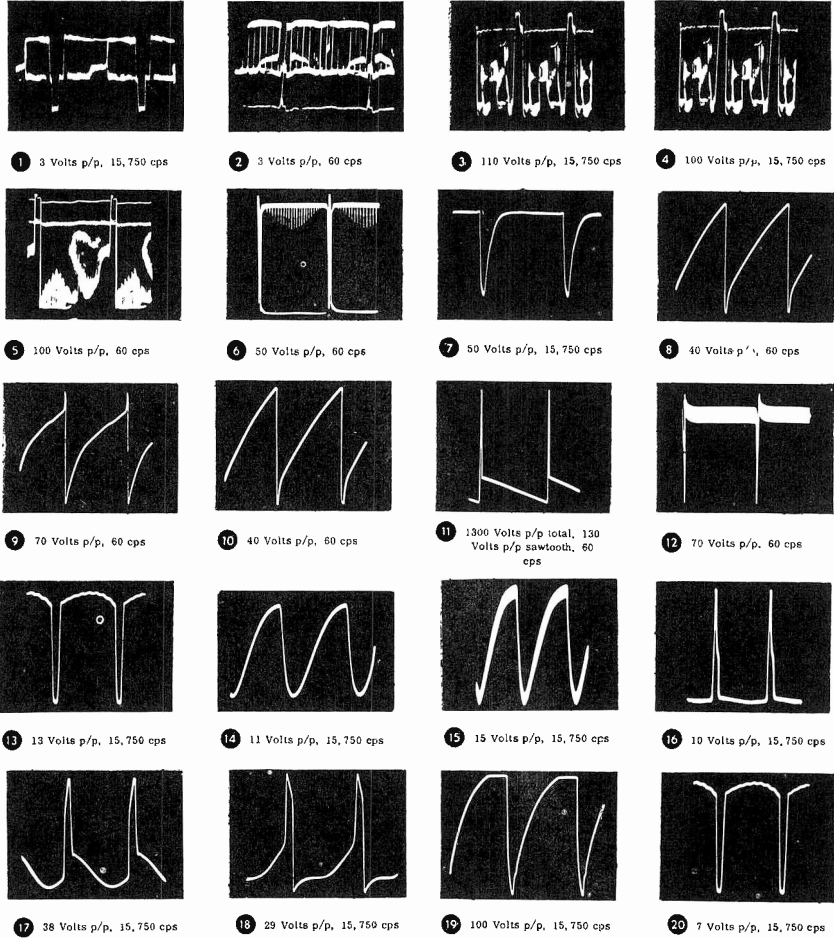 1 3 Volts p/p, 15,750 cps
2 3 Volts p/p, 60 cps
3 110 Volts p/p, 15,750 cps
4 100 Volts p/p, 15,750 cps
5 100 Volts p/p, 60 cps
6 50 Volts p/p, 60 cps
7 50 Volts p/p, 15,750 cps
8 40 Volts 60 cps
9 70 Volts p/p, 60 cps
10 40 Volts p/p, 60 cps
11 1300 Volts p/p total. 130
Volts p/p sawtooth. 60
cps
12 70 Volts p/p. 60 cps
13 13 Volts p/p, 15,750 cps
14 11 Volts p/p, 15,750 cps
15 15 Volts p/p, 15,750 cps
16 10 Volts p/p, 15,750 cps
17 38 Volts p/p, 15,750 cps
18 29 Volts p/p, 15,750 cps
19 100 Volts p/p, 15,750 cps
20 7 Volts p/p, 15,750 cps